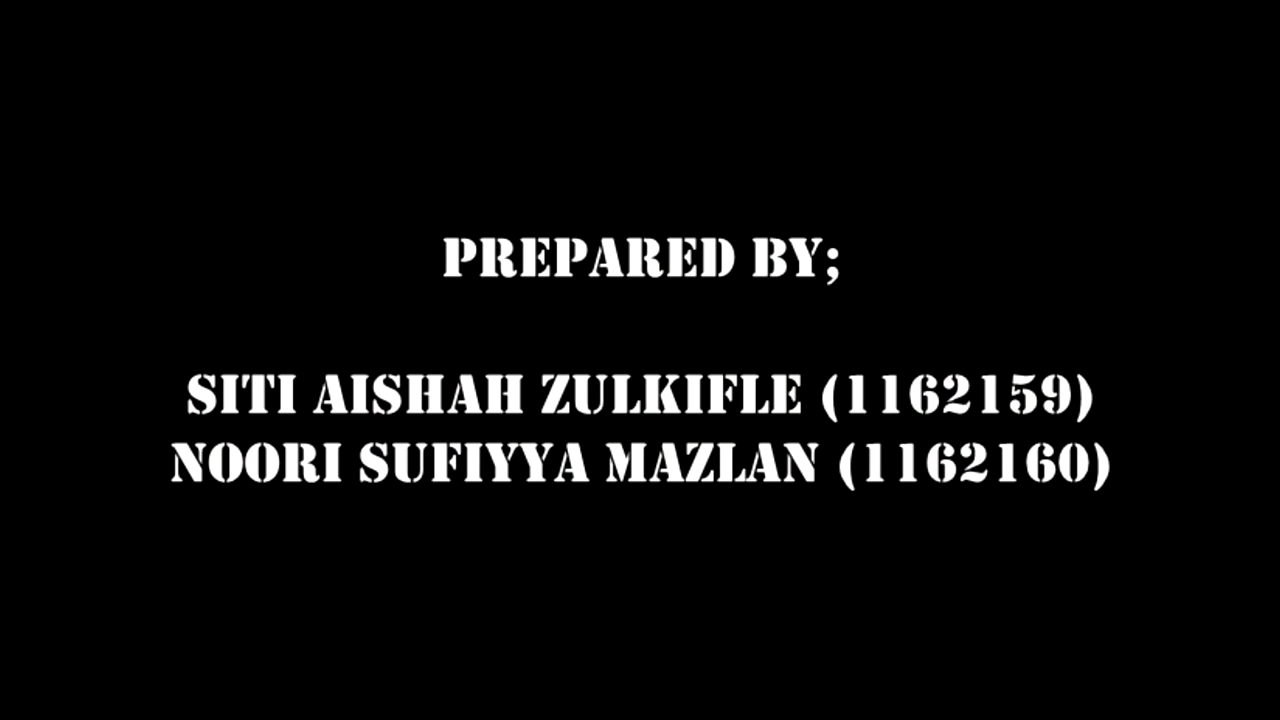 PREPARED BY;
SITI AISHAH ZULKIFLE (1162159)
NOORI SUFIYYA MAZLAN (1162160)